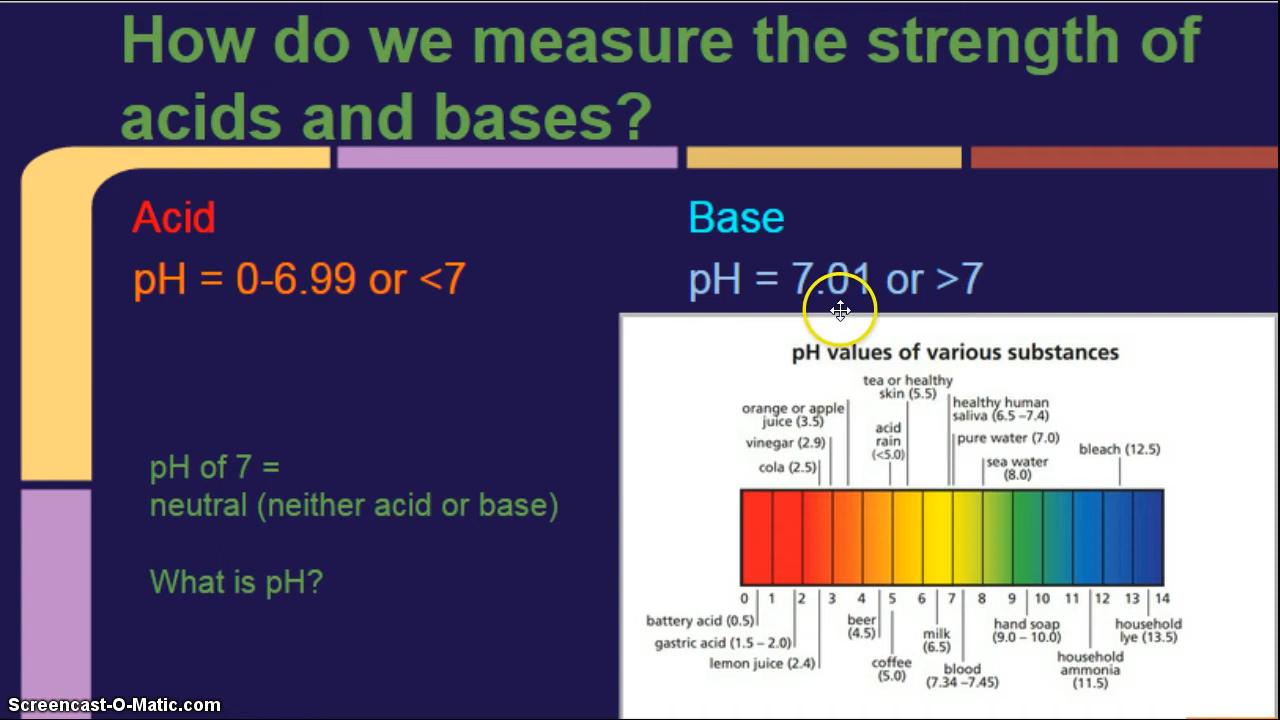 How do we measure the strength of
acids and bases?
Acid
pH = 0-6.99 or <7
Base
pH = 7.01 or >7
pH of 7 =
neutral (neither acid or base)
What is pH?
pH values of various substances
tea or healthy
skin (5.5)
orange or apple
juice (3.5)
healthy human
saliva (6.5 –7.4)
acid
rain
(<5.0)
vinegar (2.9)
pure water (7.0)
bleach (12.5)
cola (2.5)
sea water
(8.0)
0 1 2 3 4 5 6 7 8 9 10 11 12 13 14
battery acid (0.5)
gastric acid (1.5 – 2.0)
lemon juice (2.4)
beer
(4.5)
coffee
(5.0)
milk
(6.5)
blood
(7.34 –7.45)
hand soap
(9.0 – 10.0)
household
ammonia
(11.5)
household
lye (13.5)
Screencast-O-Matic.com